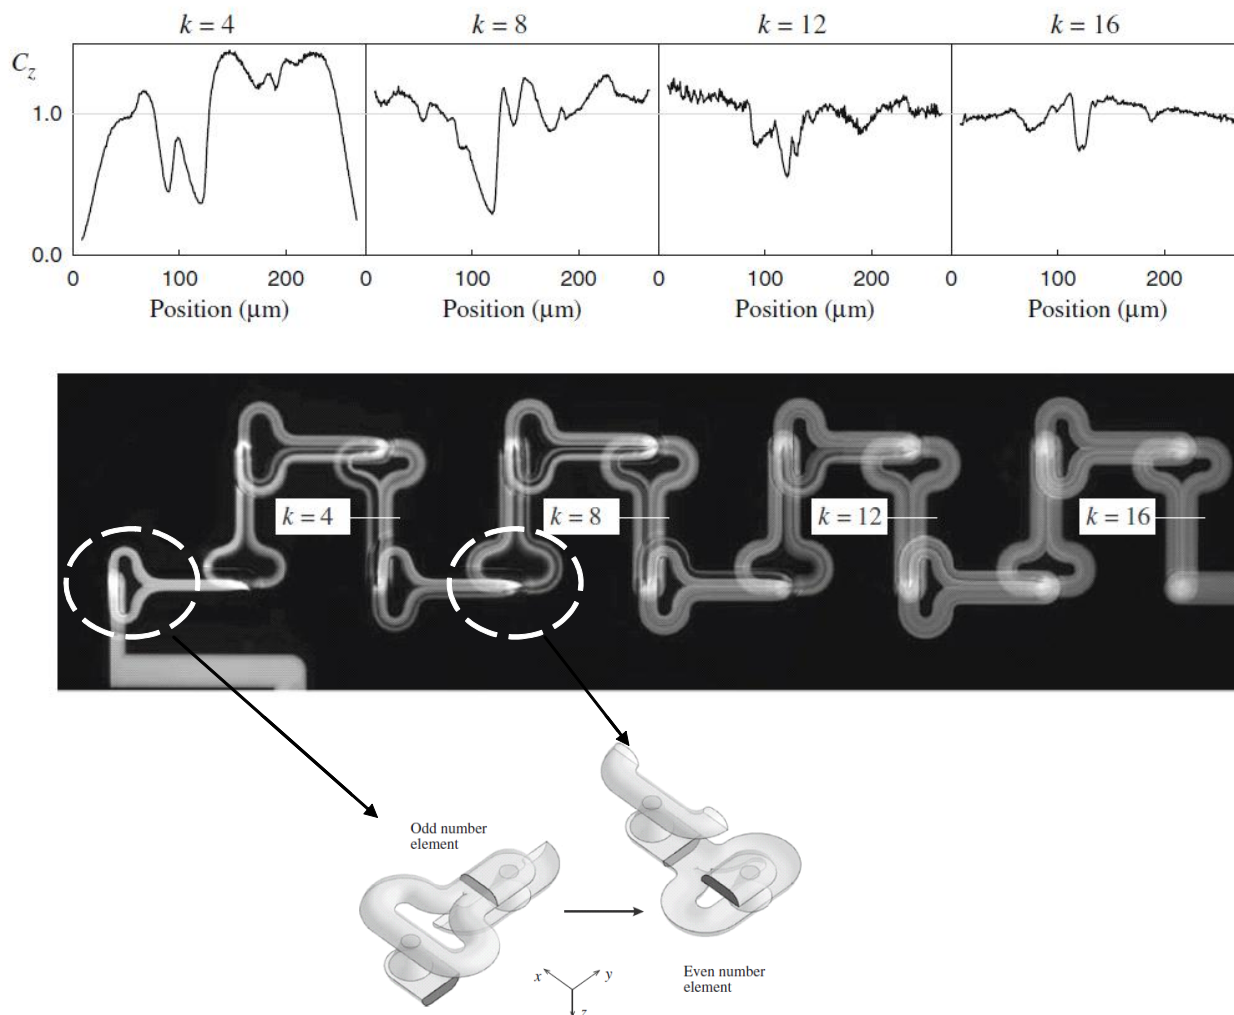 k = 4
k = 8
k = 12
k = 16
C_z
1.0
0.0
0 100 200
0 100 200
0 100 200
0 100 200
Position (μm)
Position (μm)
Position (μm)
Position (μm)
k = 4
k = 8
k = 12
k = 16
Odd number
element
x
y
z
Even number
element